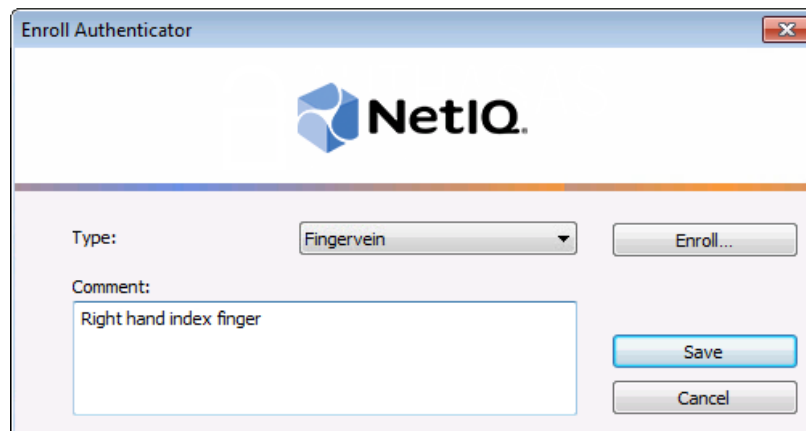 Enroll Authenticator
NetIQ.
Type:
Fingervein
Enroll...
Comment:
Right hand index finger
Save
Cancel